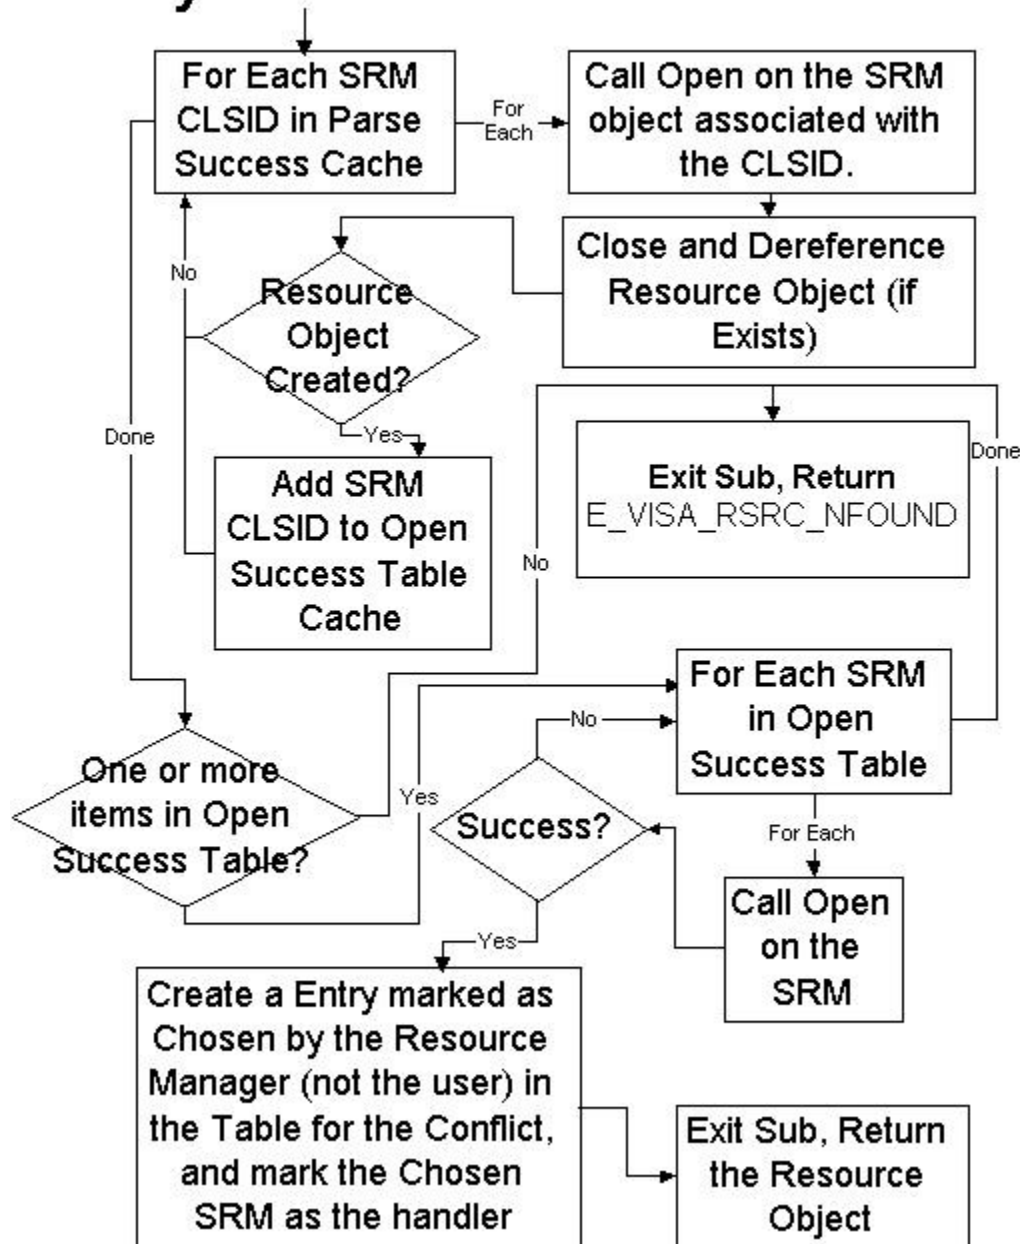 For Each SRM
CLSID in Parse
Success Cache
For
Each
Call Open on the SRM
object associated with
the CLSID.
Close and Dereference
Resource Object (if
Exists)
No
Resource
Object
Created?
Yes
Done
Add SRM
CLSID to Open
Success Table
Cache
Exit Sub, Return
E_VISA_RSRC_NFOUND
Done
No
For Each SRM
in Open
Success Table
No
One or more
items in Open
Success Table?
Yes
Success?
For Each
Call Open
on the
SRM
Yes
Create a Entry marked as
Chosen by the Resource
Manager (not the user) in
the Table for the Conflict,
and mark the Chosen
SRM as the handler
Exit Sub, Return
the Resource
Object